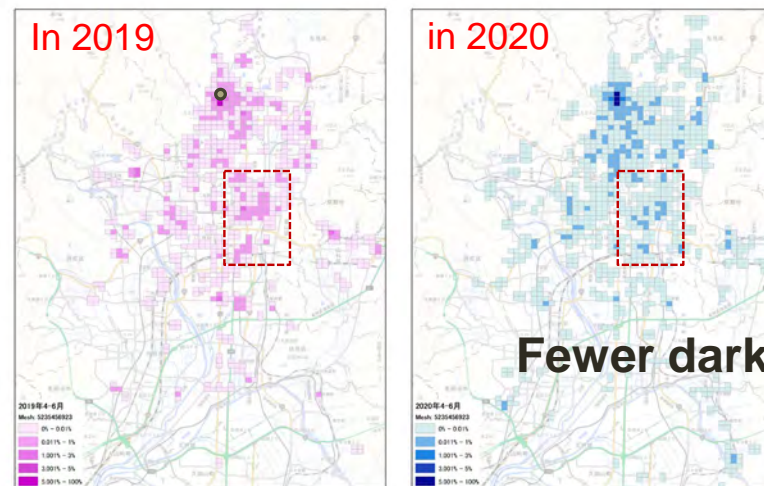 In 2019
in 2020
Fewer dark
2019年4-6月
Mesh: 5235456923
0% - 0.01%
0.011% - 1%
1.001% - 3%
3.001% - 5%
5.001% - 100%
2020年4-6月
Mesh: 5235456923
0% - 0.01%
0.011% - 1%
1.001% - 3%
3.001% - 5%
5.001% - 100%